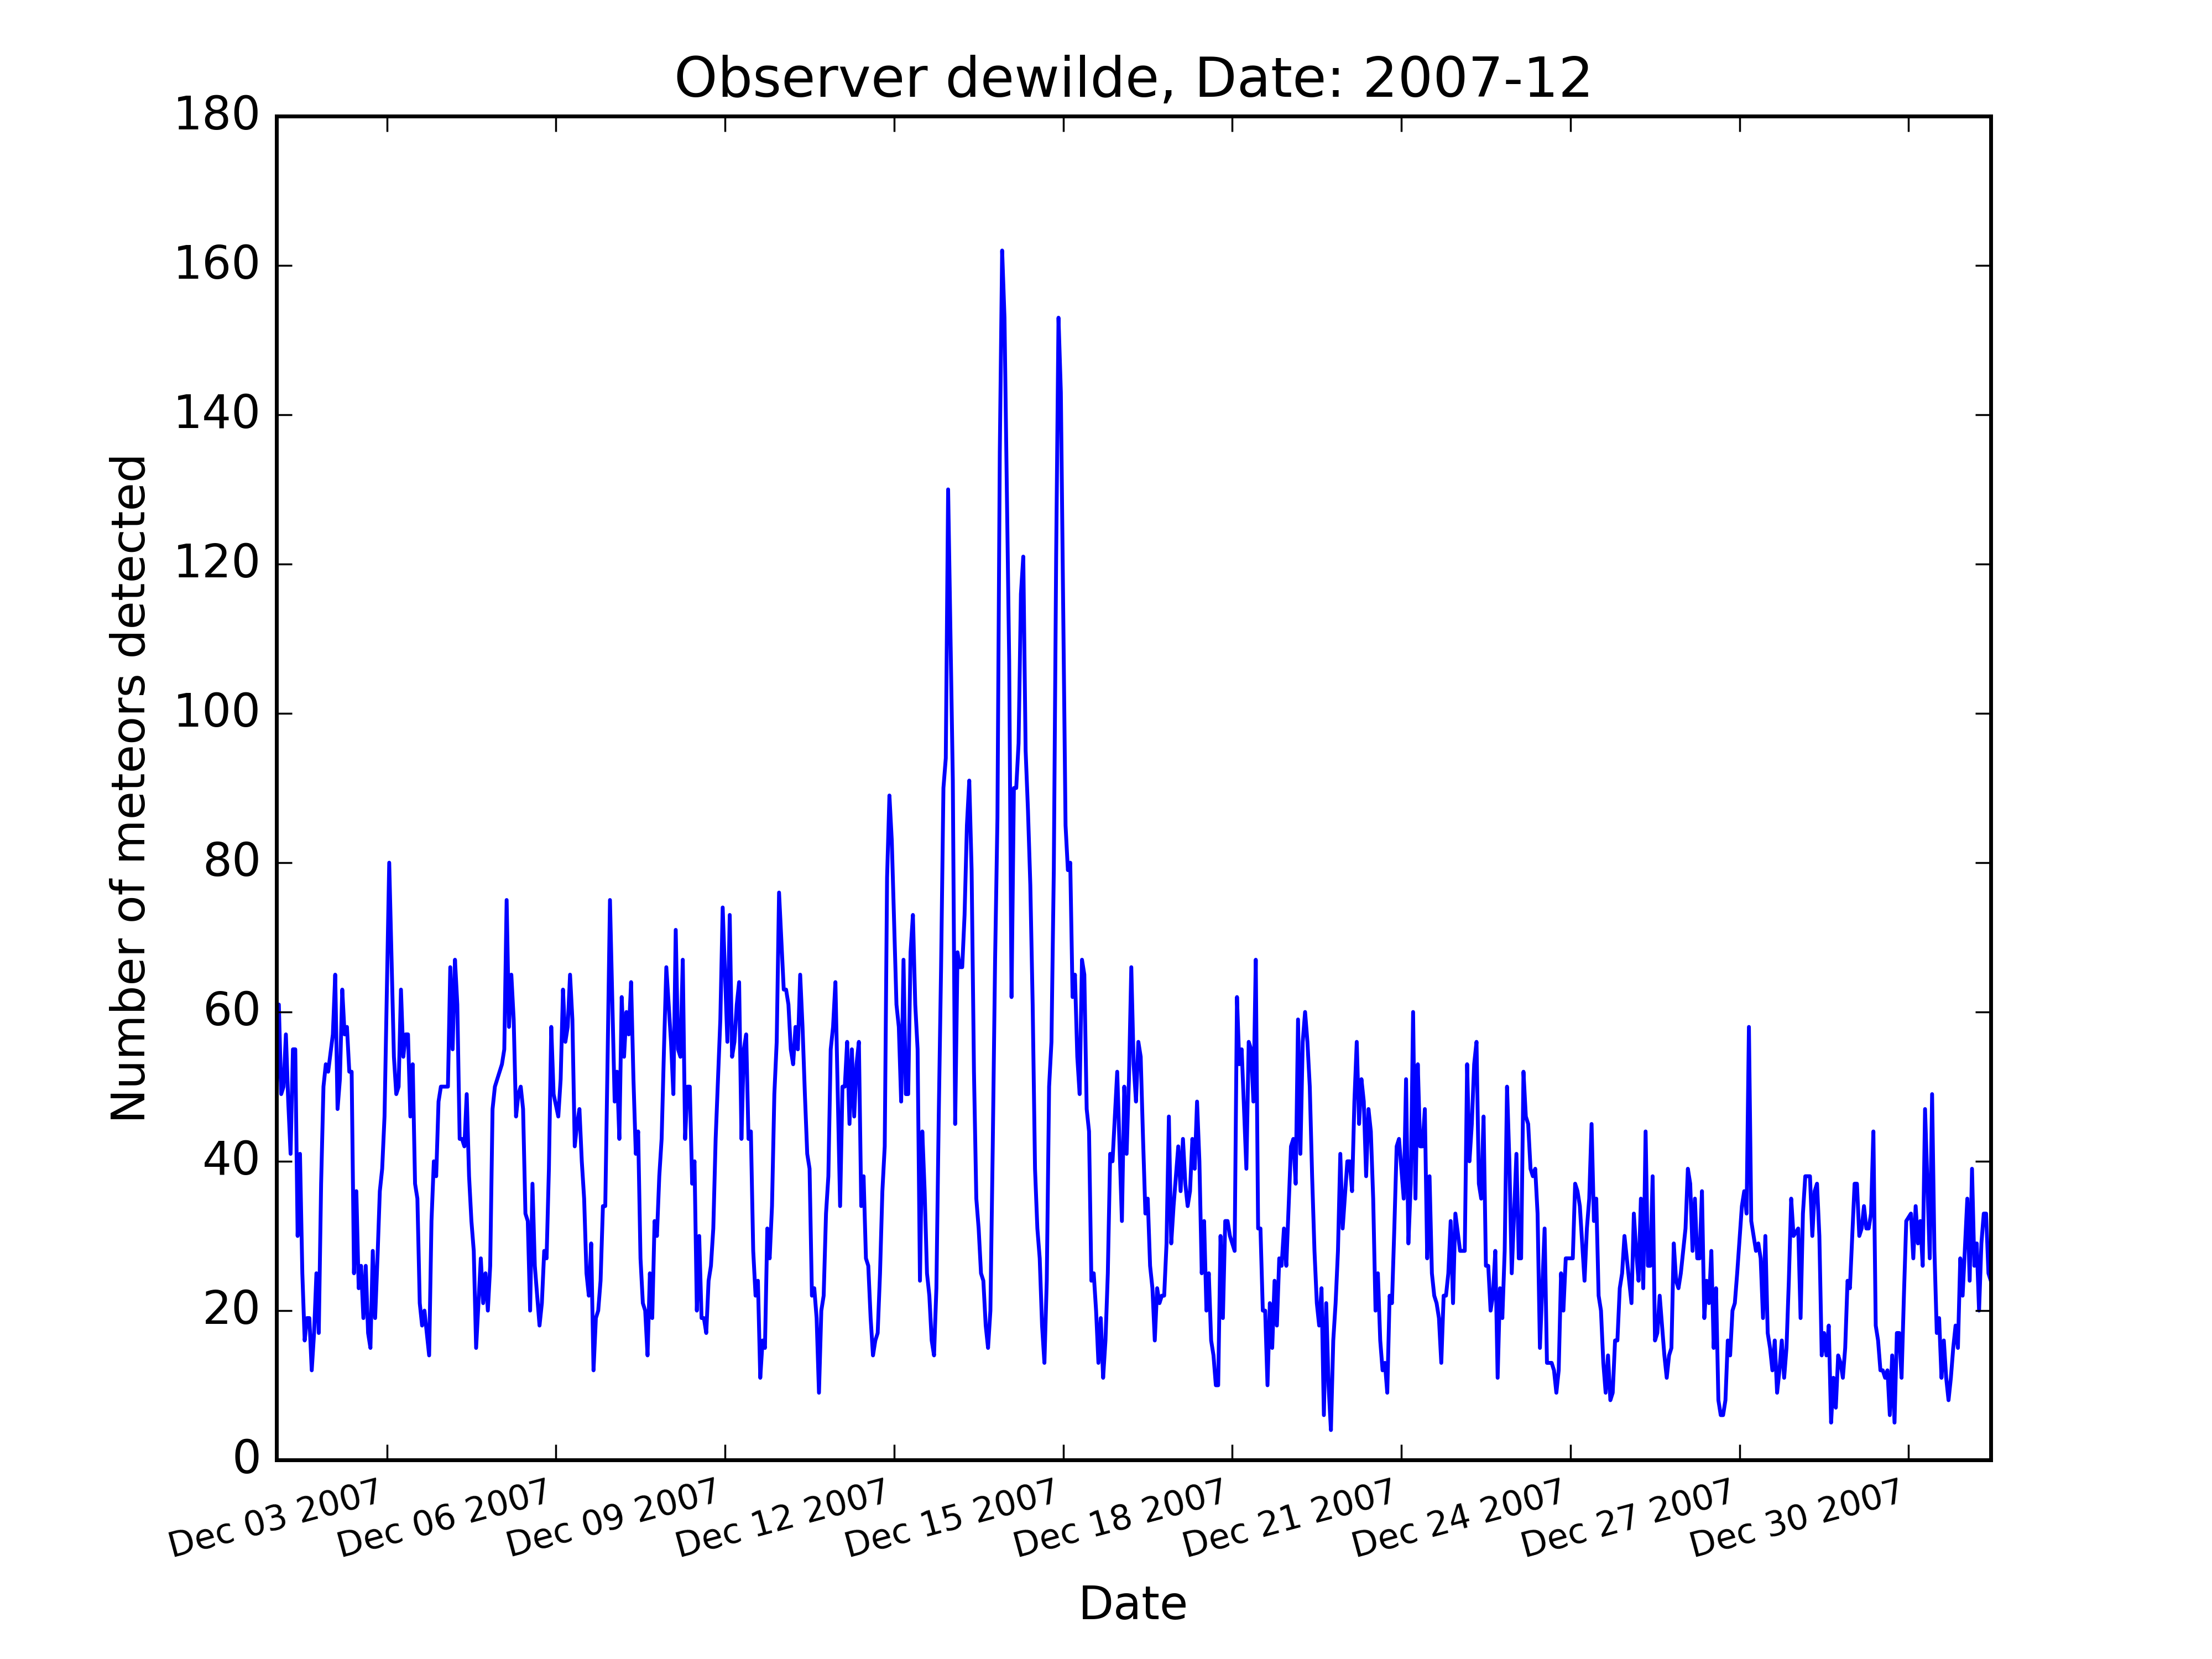 Observer dewilde, Date: 2007-12
180
160
140
120
100
80
60
40
20
0
Number of meteors detected
Dec 03 2007
Dec 06 2007
Dec 09 2007
Dec 12 2007
Dec 15 2007
Dec 18 2007
Dec 21 2007
Dec 24 2007
Dec 27 2007
Dec 30 2007
Date